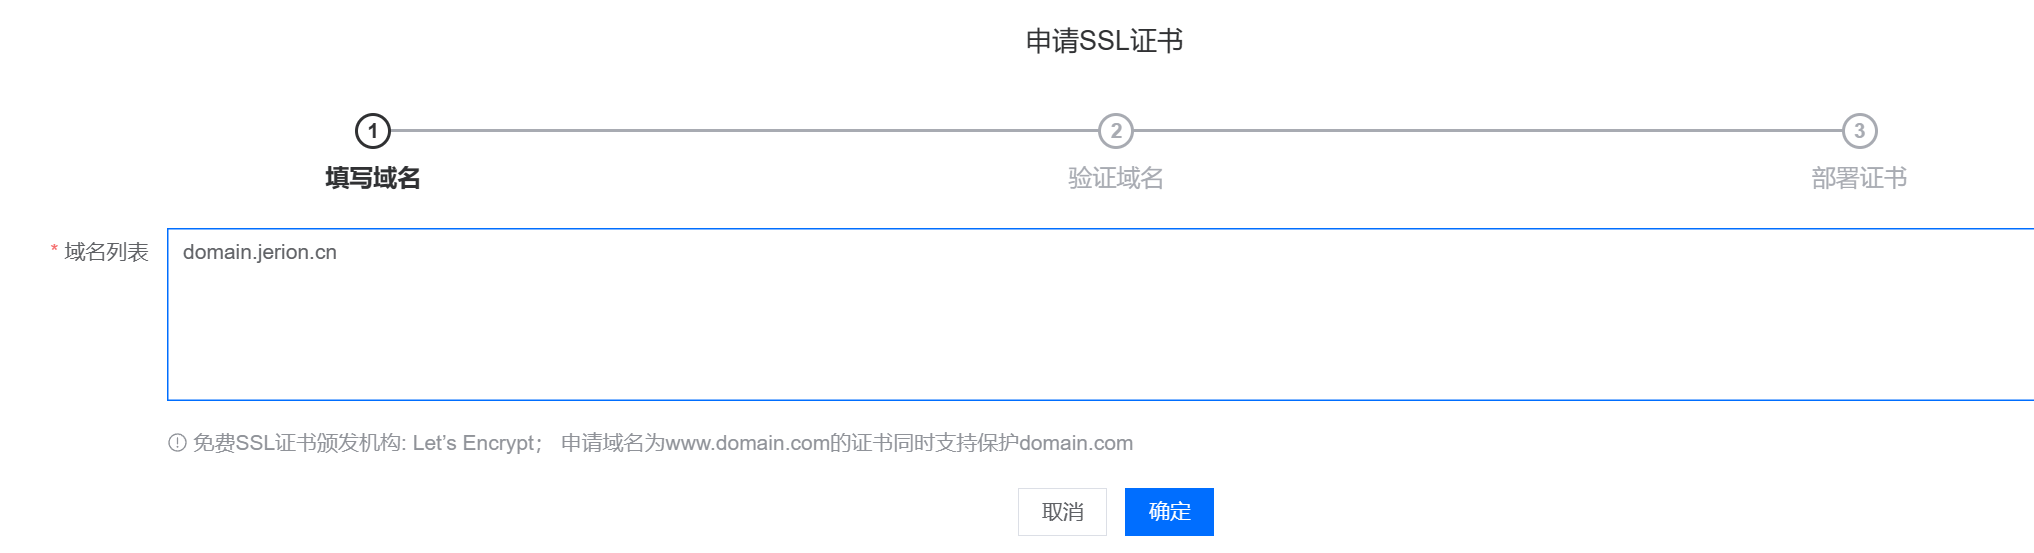 申请SSL证书
1
2
3
填写域名
验证域名
部署证书
* 域名列表
domain.jerion.cn
免费SSL证书颁发机构: Let’s Encrypt； 申请域名为www.domain.com的证书同时支持保护domain.com
取消
确定